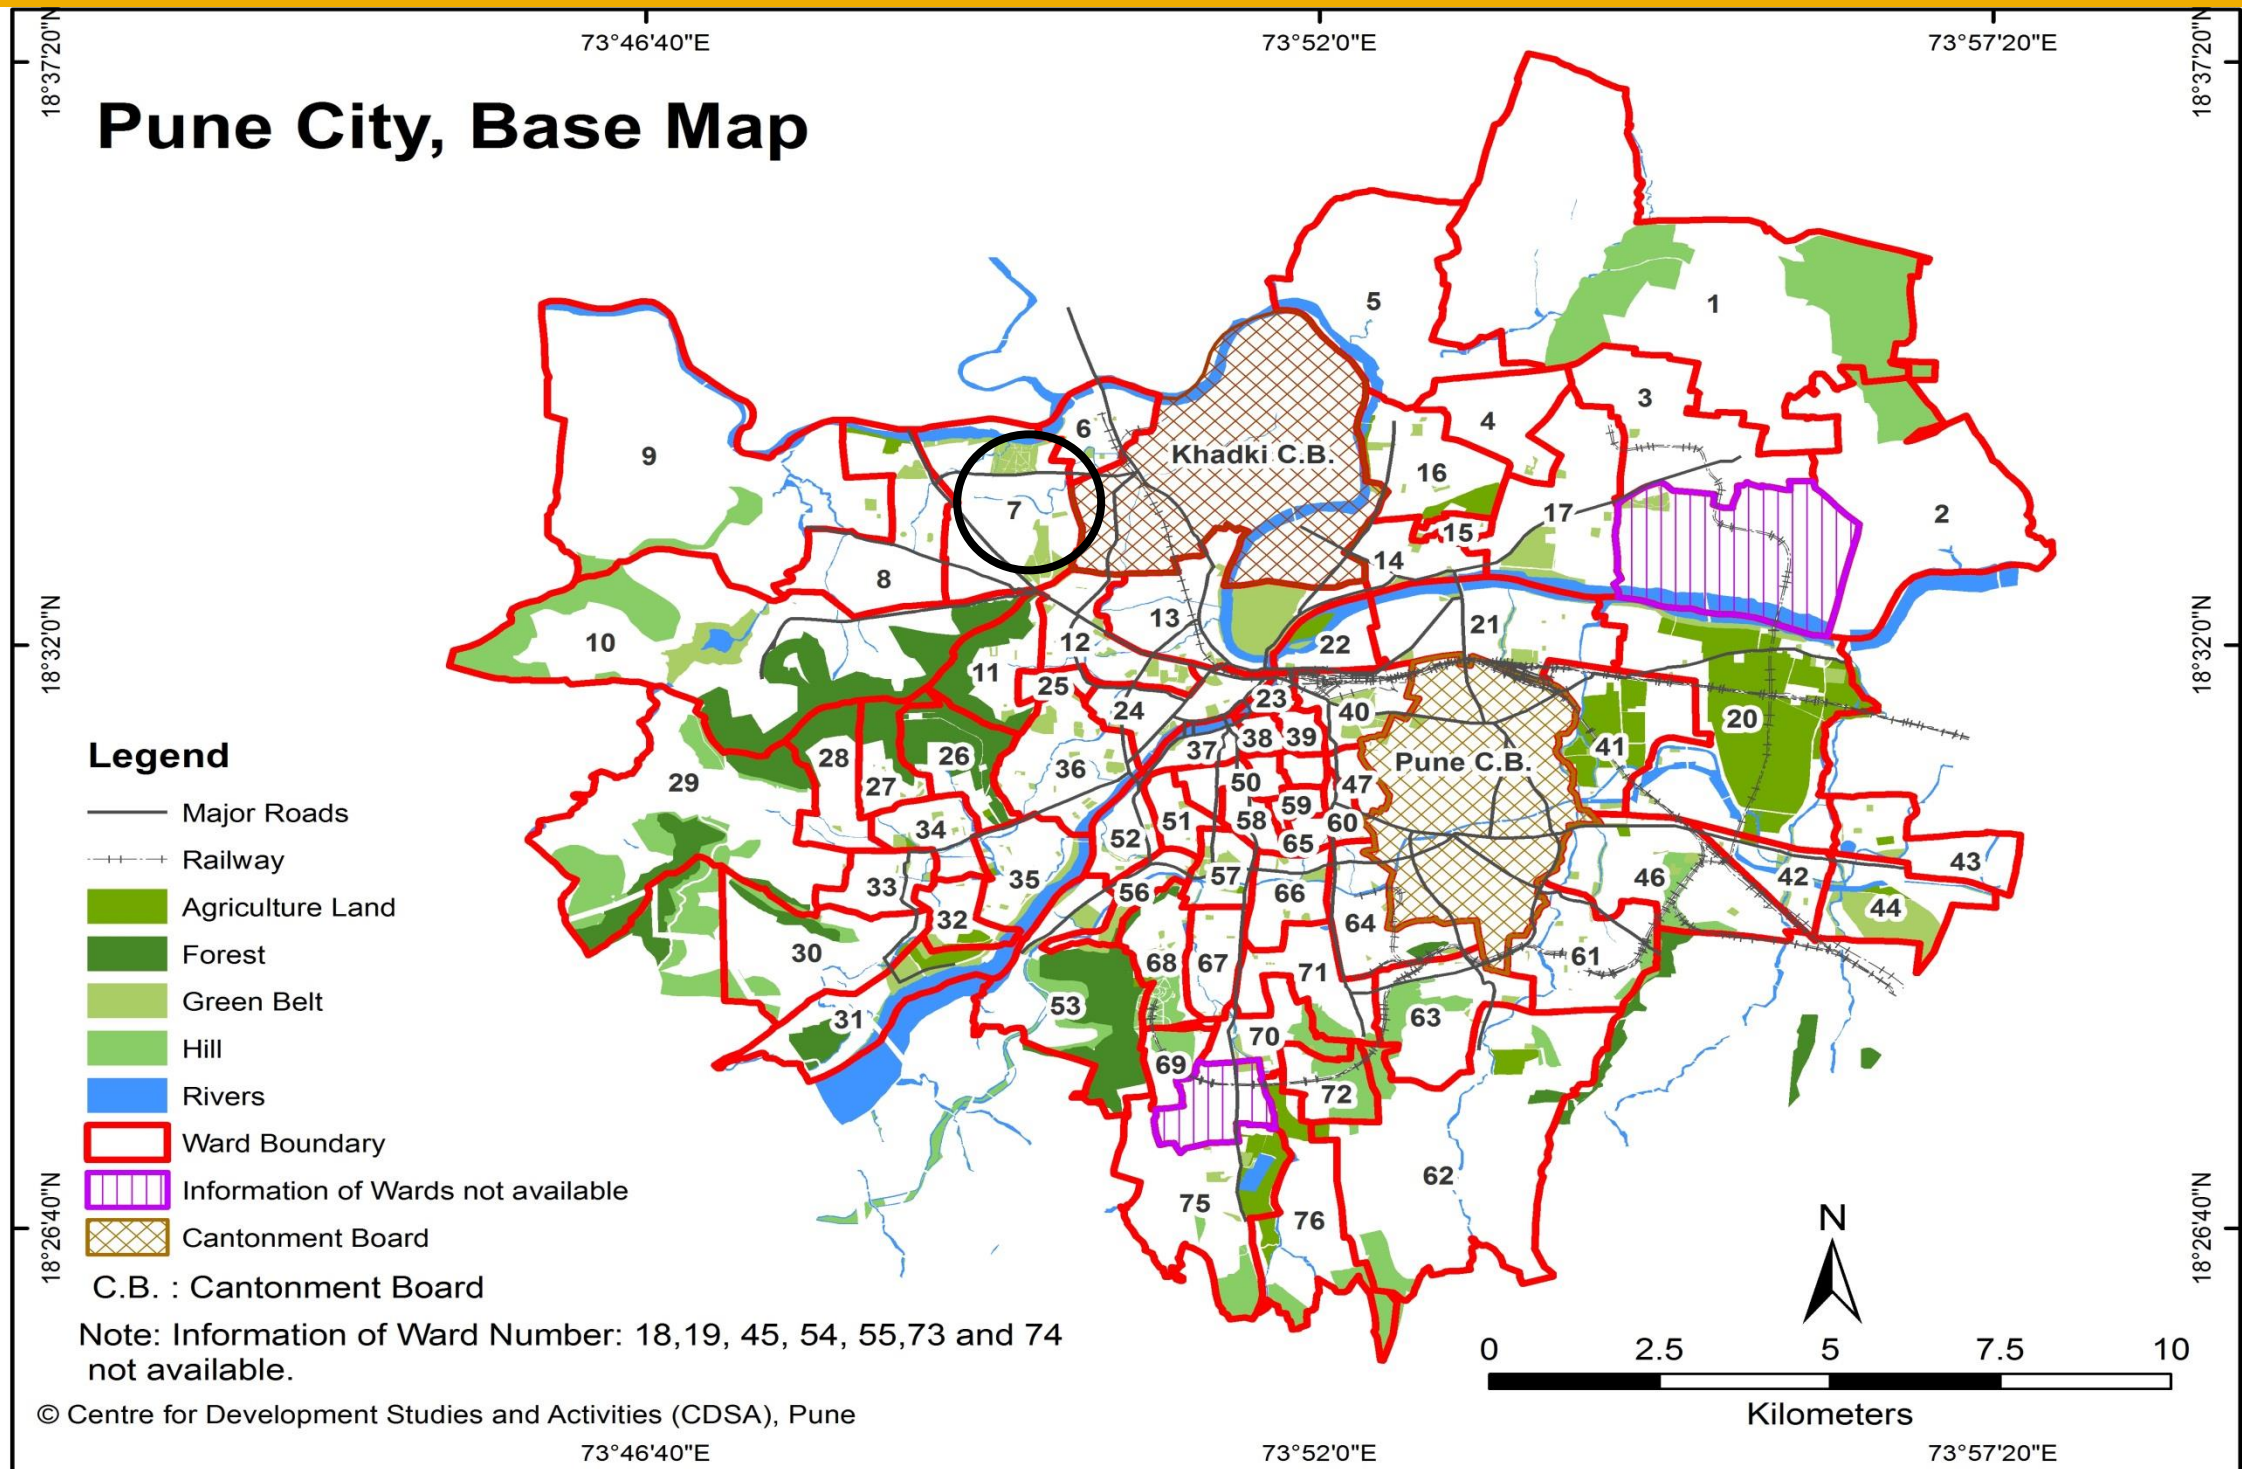 73°46'40"E
73°52'0"E
73°57'20"E
18°37'20"N
18°37'20"N
Pune City, Base Map
5
1
3
4
6
9
Khadki C.B.
16
7
17
2
15
14
8
13
21
10
12
22
18°32'0"N
18°32'0"N
11
25
23
24
40
20
38
39
37
41
28
26
36
Pune C.B.
29
27
50
47
59
51
58
60
34
52
65
43
33
35
57
46
42
56
66
44
32
64
30
68
67
61
71
53
31
63
70
69
72
62
75
76
Legend
Major Roads
Railway
Agriculture Land
Forest
Green Belt
Hill
Rivers
Ward Boundary
Information of Wards not available
Cantonment Board
C.B. : Cantonment Board
Note: Information of Ward Number: 18,19, 45, 54, 55,73 and 74
not available.
© Centre for Development Studies and Activities (CDSA), Pune
18°26'40"N
18°26'40"N
N
0 2.5 5 7.5 10
Kilometers
73°46'40"E
73°52'0"E
73°57'20"E